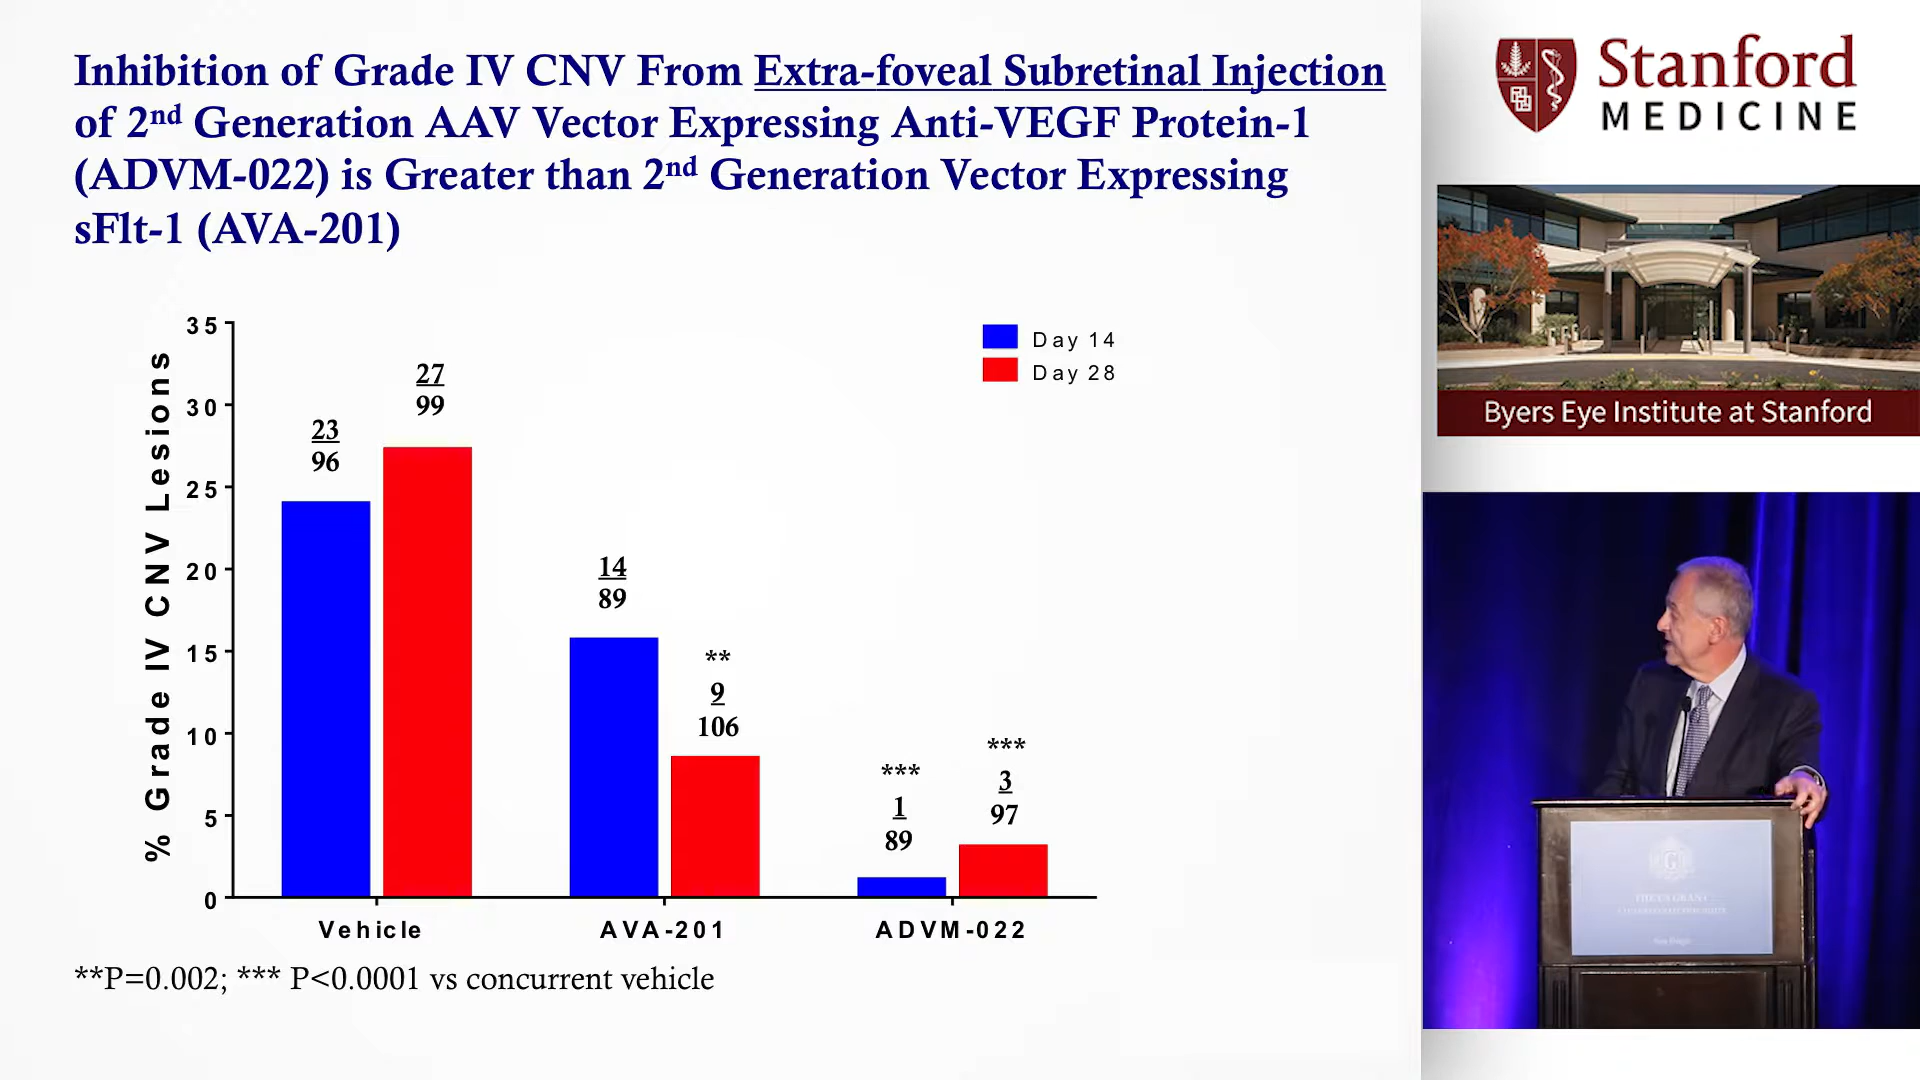 Inhibition of Grade IV CNV From Extra-foveal Subretinal Injection
of 2nd Generation AAV Vector Expressing Anti-VEGF Protein-1
(ADVM-022) is Greater than 2nd Generation Vector Expressing
sFlt-1 (AVA-201)
% Grade IV CNV Lesions
35
30
25
20
15
10
5
0
Day 14
Day 28
23
96
27
99
14
89
**
9
106
***
1
89
***
3
97
Vehicle
AVA-201
ADVM-022
**P=0.002; *** P<0.0001 vs concurrent vehicle
Stanford
MEDICINE
Byers Eye Institute at Stanford